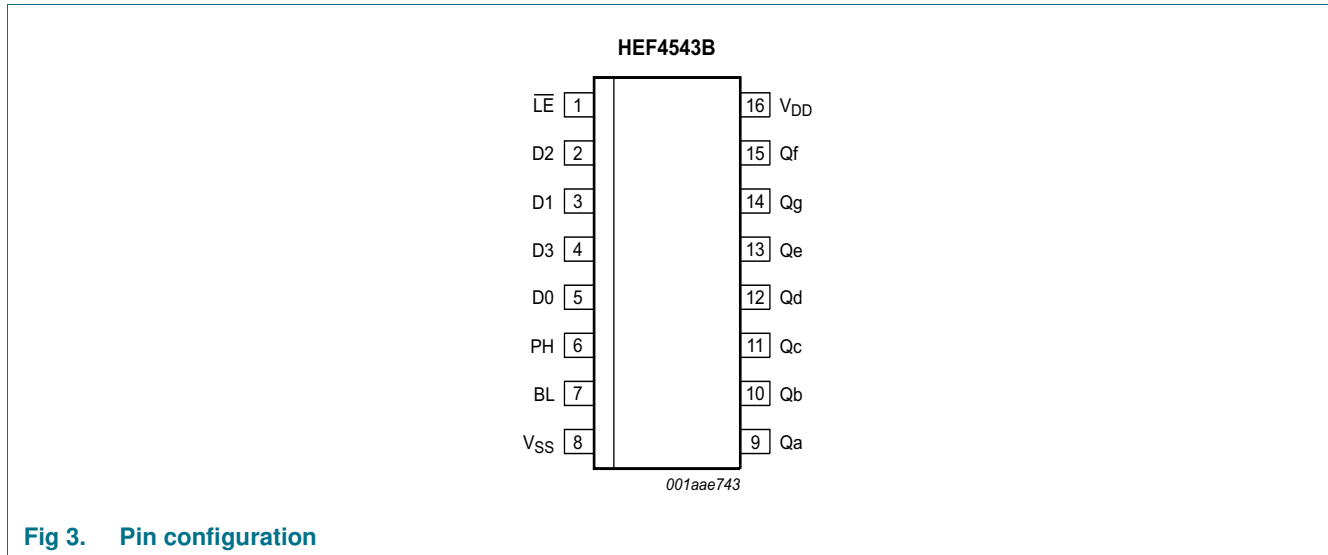 HEF4543B
LE 1 16 VDD
D2 2 15 Qf
D1 3 14 Qg
D3 4 13 Qe
D0 5 12 Qd
PH 6 11 Qc
BL 7 10 Qb
VSS 8 9 Qa
001aae743
Fig 3. Pin configuration